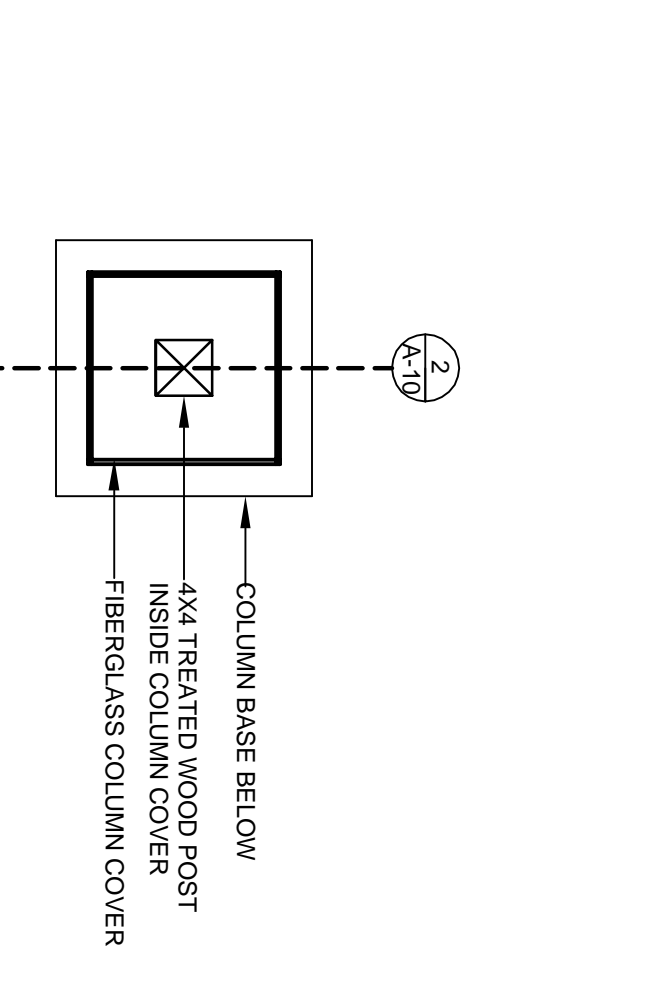 2
A-10
COLUMN BASE BELOW
4X4 TREATED WOOD POST
INSIDE COLUMN COVER
FIBERGLASS COLUMN COVER